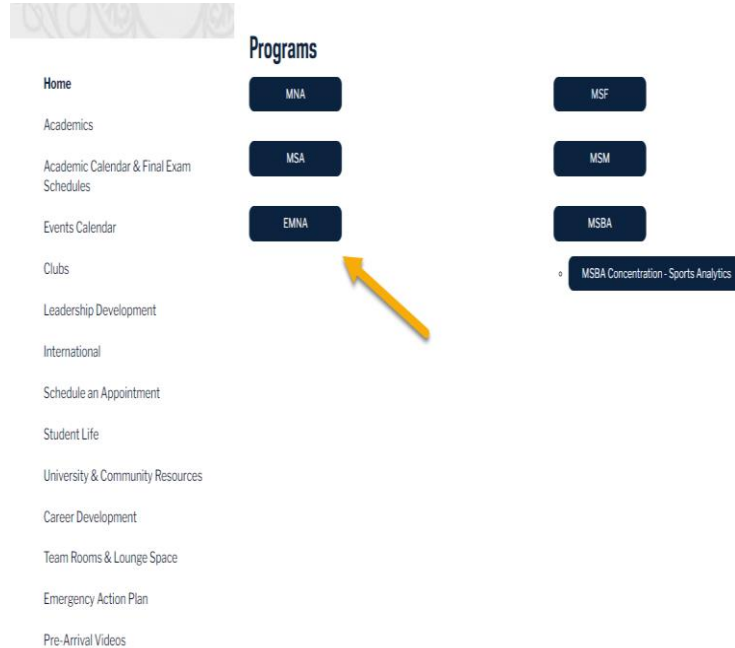 Home
Academics
Academic Calendar & Final Exam
Schedules
Events Calendar
Clubs
Leadership Development
International
Schedule an Appointment
Student Life
University & Community Resources
Career Development
Team Rooms & Lounge Space
Emergency Action Plan
Pre-Arrival Videos
Programs
MNA
MSF
MSA
MSM
EMNA
MSBA
MSBA Concentration - Sports Analytics